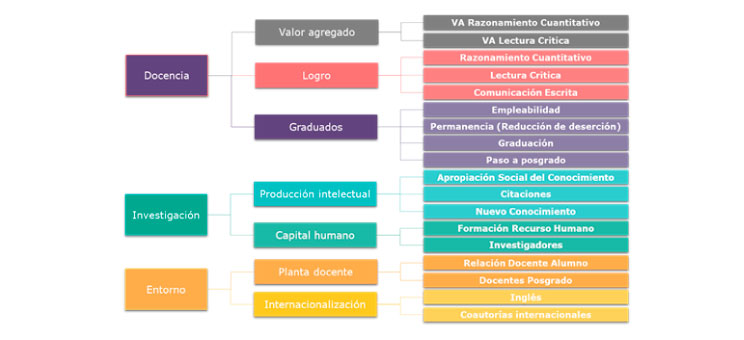 Docencia
Valor agregado
VA Razonamiento Cuantitativo
VA Lectura Critica
Logro
Razonamiento Cuantitativo
Lectura Critica
Comunicación Escrita
Graduados
Empleabilidad
Permanencia (Reducción de deserción)
Graduación
Paso a posgrado
Investigación
Producción intelectual
Apropiación Social del Conocimiento
Citaciones
Nuevo Conocimiento
Capital humano
Formación Recurso Humano
Investigadores
Entorno
Planta docente
Relación Docente Alumno
Docentes Posgrado
Internacionalización
Inglés
Coautorías internacionales